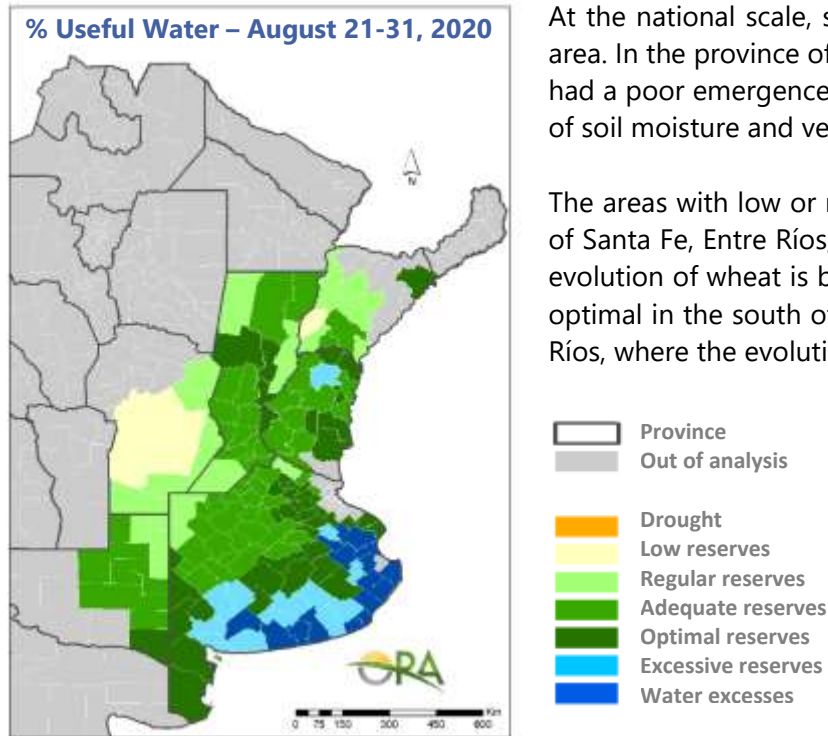 % Useful Water – August 21-31, 2020
N
ORA
Km
0 75 150 300 450 600
At the national scale, s
area. In the province of
had a poor emergence
of soil moisture and ve
The areas with low or r
of Santa Fe, Entre Ríos,
evolution of wheat is b
optimal in the south of
Ríos, where the evoluti
Province
Out of analysis
Drought
Low reserves
Regular reserves
Adequate reserves
Optimal reserves
Excessive reserves
Water excesses